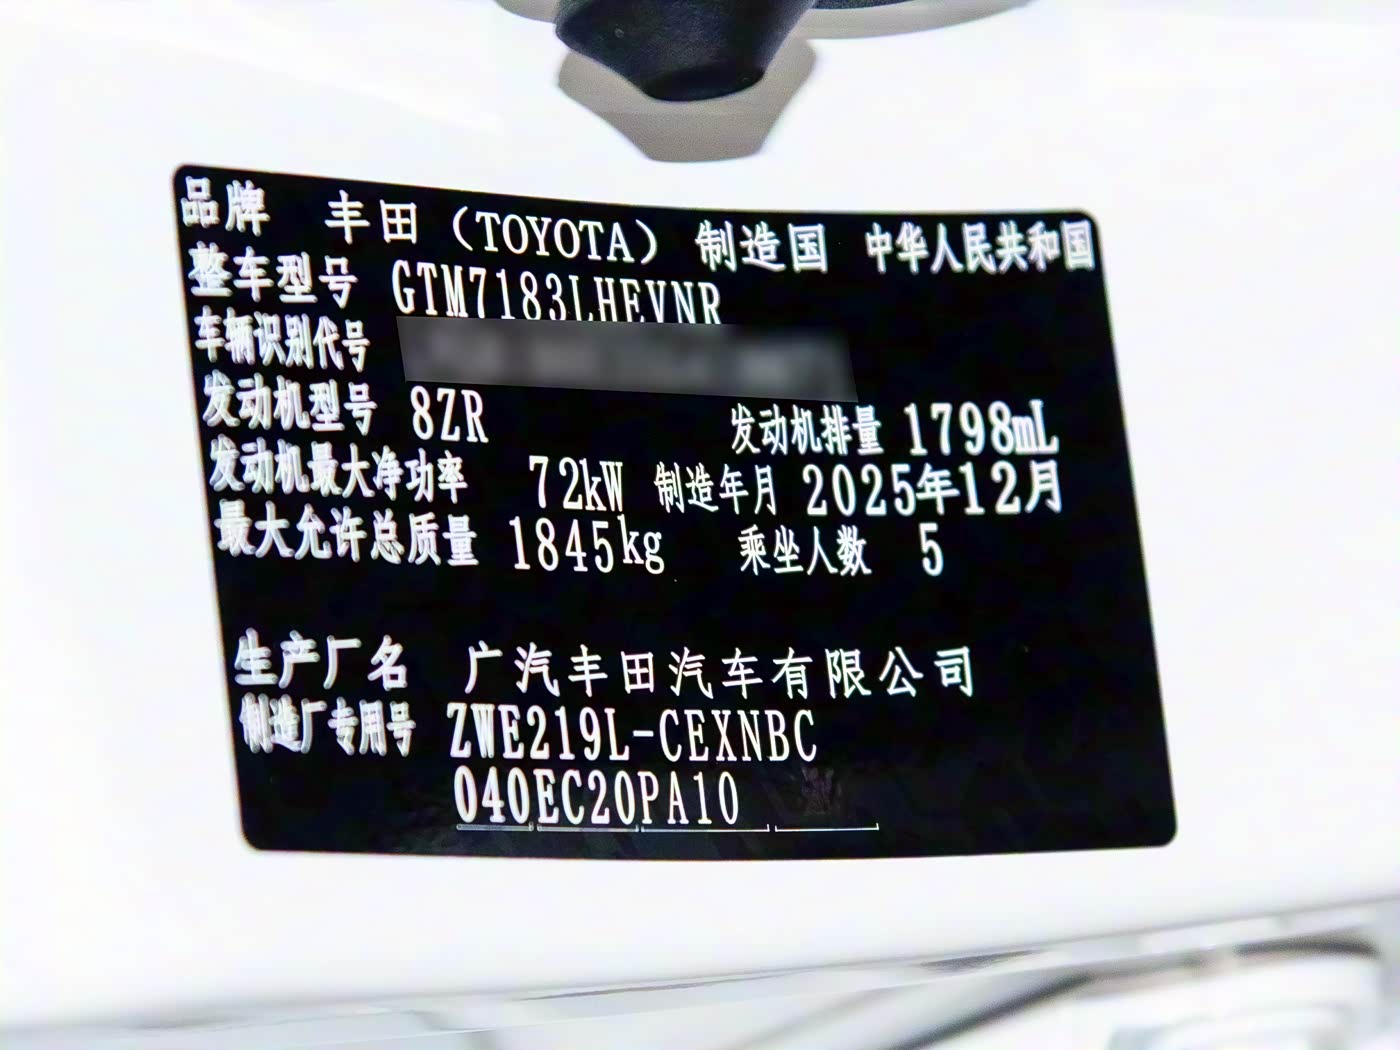 品牌 丰田（TOYOTA） 制造国 中华人民共和国
整车型号 GTM7183LHEVNR
车辆识别代号
发动机型号 8ZR 发动机排量 1798mL
发动机最大净功率 72kW 制造年月 2025年12月
最大允许总质量 1845kg 乘坐人数 5
生产厂名 广汽丰田汽车有限公司
制造厂专用号 ZWE219L-CEXNBC
040EC20PA10